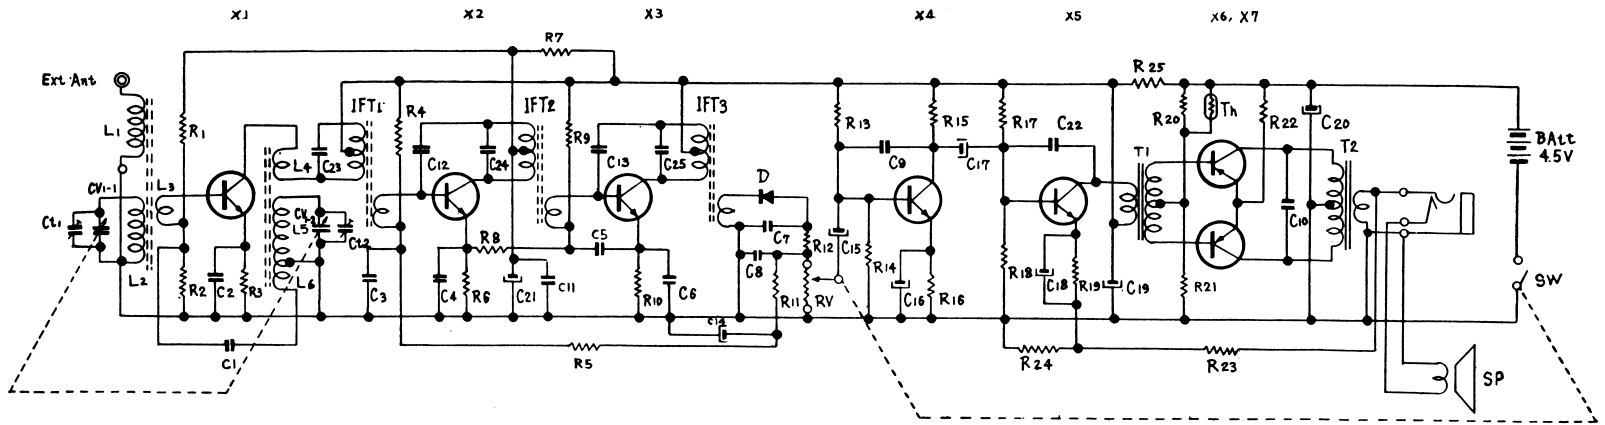 X1 X2 X3 X4 X5 X6, X7
R7
Ext Ant
R25
IFT1 IFT2 IFT3
L1 R1 R4 R9 R13 R15 R17 R20 Th R22 C20 BAtt
4.5V
C22 T1 T2
L4 C23 C12 C24 C13 C25 C9 C17
CV1-1 L3 D
Ct1 CV1-2 L5 Ct2 C10
R8 C5 C7 R12 C15
L2 C8 R14 R18 C18 R19 C19
R2 C2 R3 L6 C3 C4 R6 C21 C11 R10 C6 R11 RV C16 R16 R21 SW
C14
C1 R5 R24 R23
SP